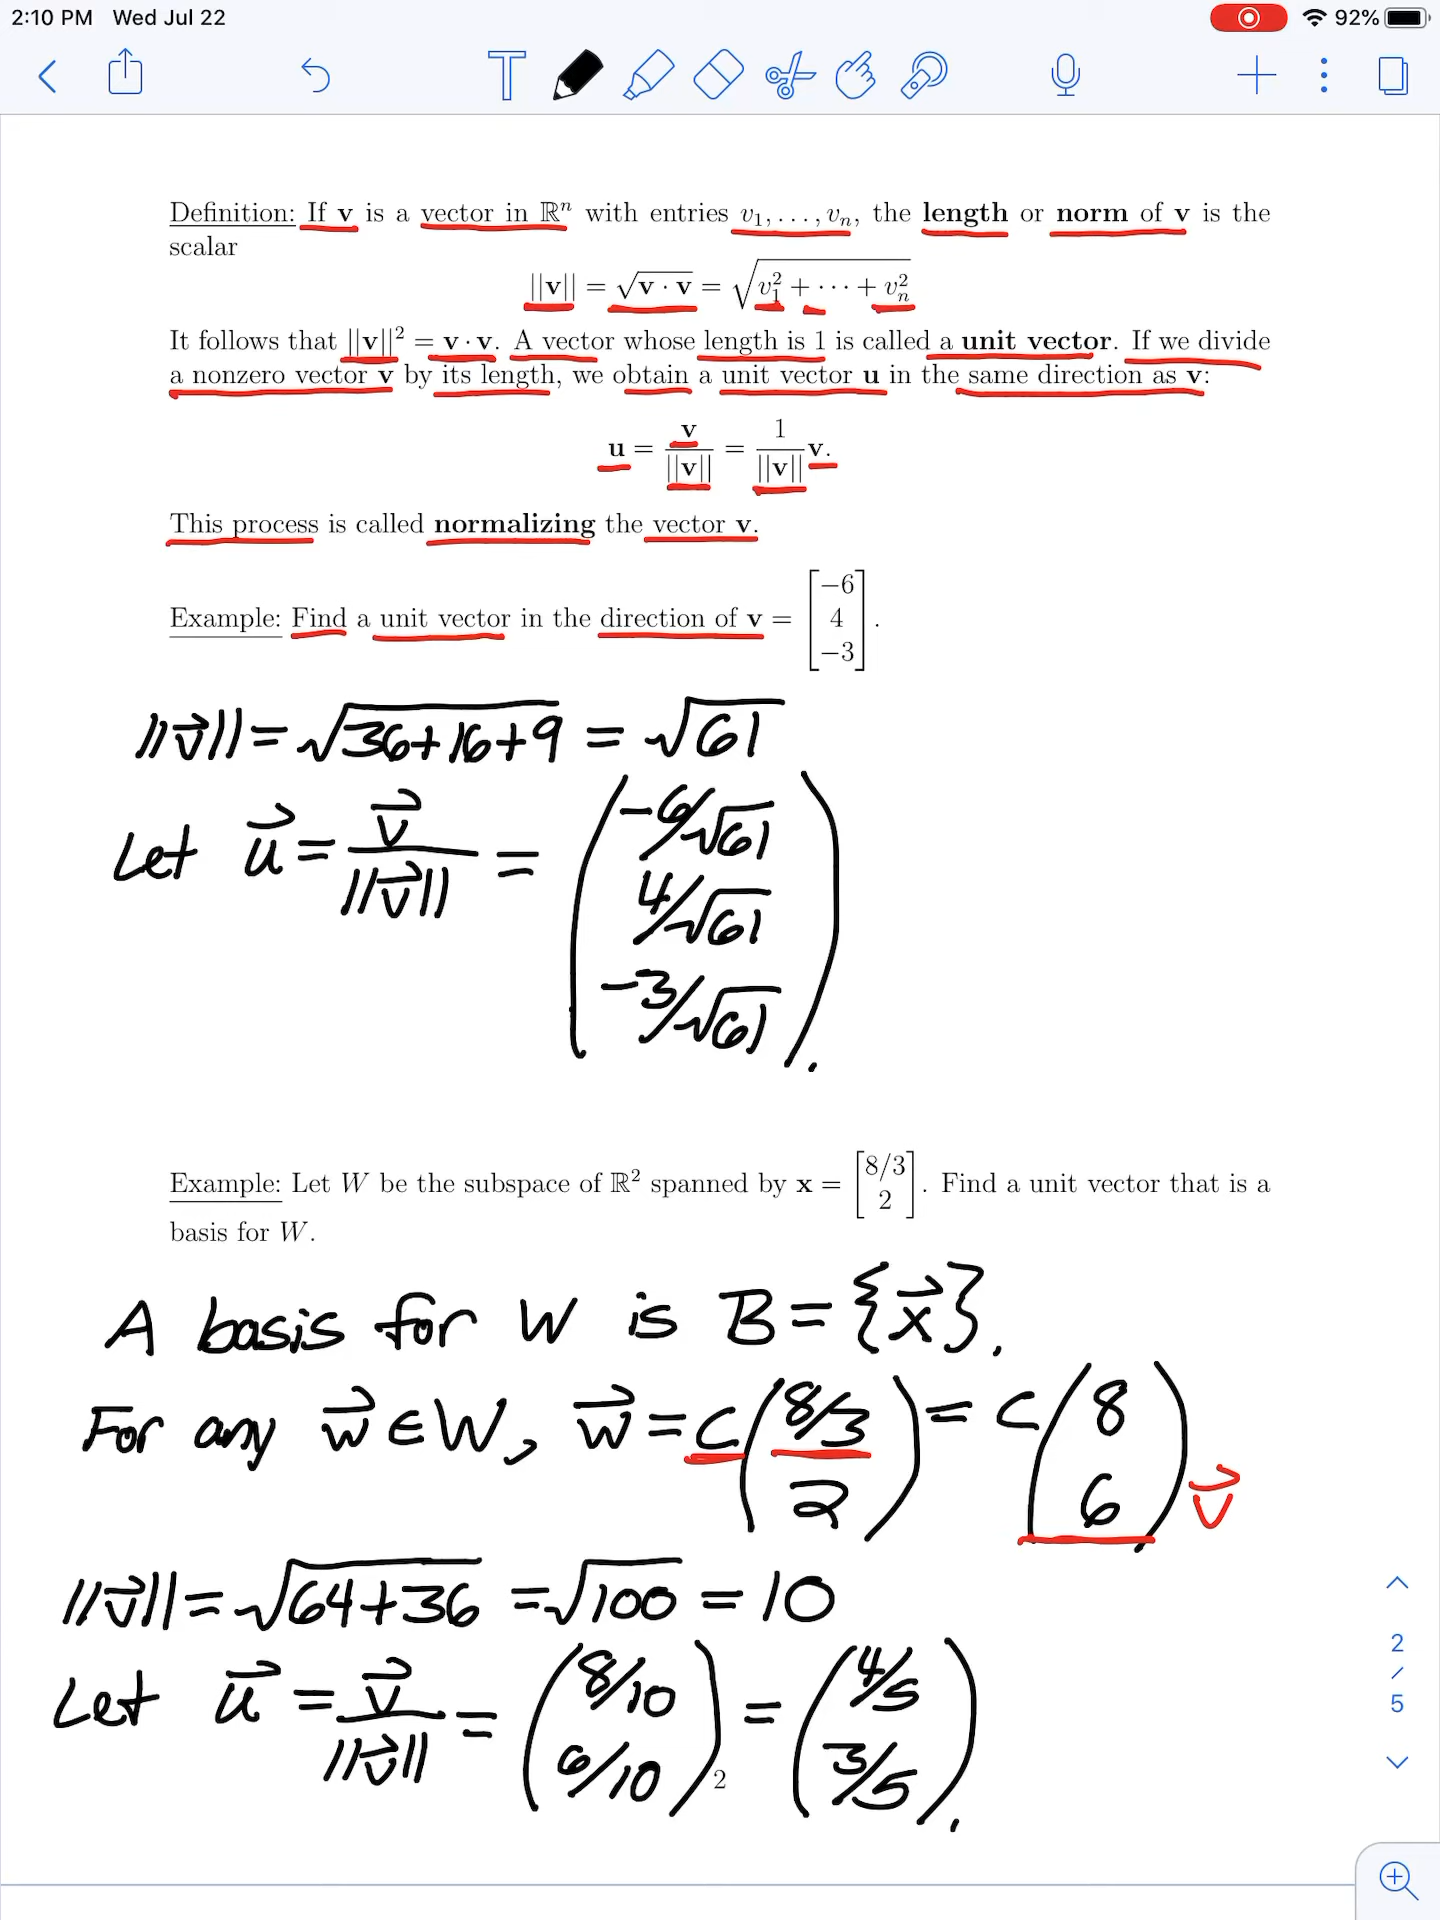 2:10 PM Wed Jul 22 92%
Definition: If v is a vector in ℝⁿ with entries v₁, . . . , vₙ, the length or norm of v is the
scalar
||v|| = √(v · v) = √(v₁² + · · · + vₙ²)
It follows that ||v||² = v · v. A vector whose length is 1 is called a unit vector. If we divide
a nonzero vector v by its length, we obtain a unit vector u in the same direction as v:
u = v/||v|| = 1/||v|| v.
This process is called normalizing the vector v.
Example: Find a unit vector in the direction of v = [−6 4 −3].
||v⃗|| = √(36+16+9) = √61
Let u⃗ = v⃗/||v⃗|| = (−6/√61 4/√61 −3/√61).
Example: Let W be the subspace of ℝ² spanned by x = [8/3 2]. Find a unit vector that is a
basis for W.
A basis for W is B = {x⃗}.
For any w⃗ ∈ W, w⃗ = c(8/3 2) = c(8 6) v⃗
||v⃗|| = √(64+36) = √100 = 10
Let u⃗ = v⃗/||v⃗|| = (8/10 6/10) = (4/5 3/5).
2
2 / 5